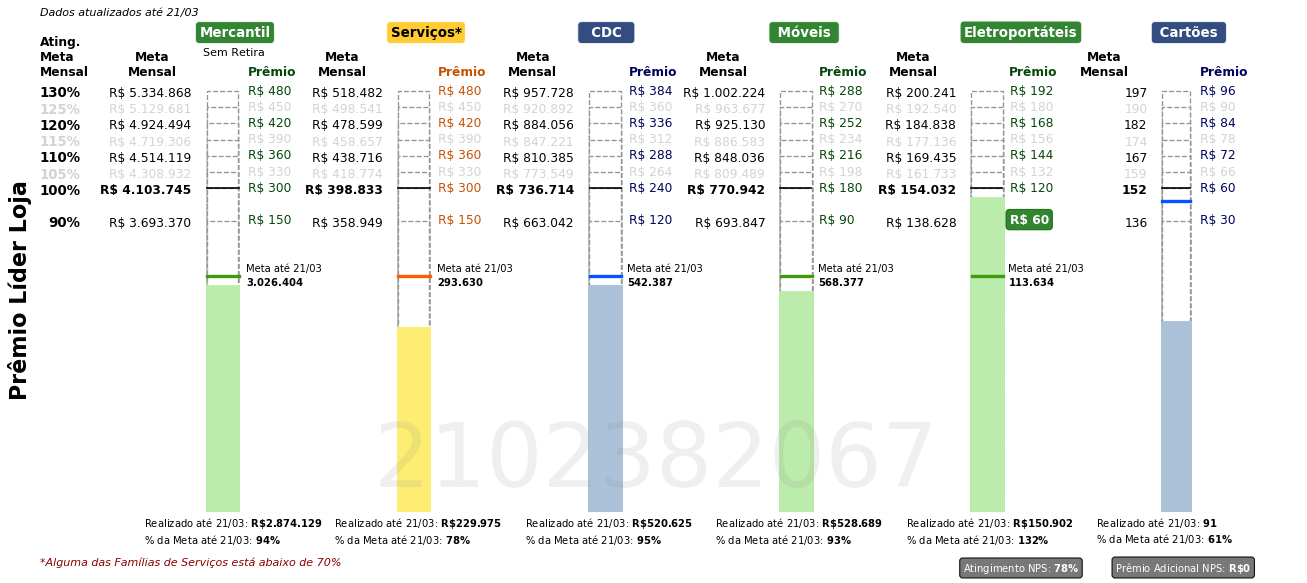 Dados atualizados até 21/03
Mercantil Serviços* CDC Móveis Eletroportáteis Cartões
Sem Retira
Ating. Meta Mensal
Meta Mensal Prêmio Meta Mensal Prêmio Meta Mensal Prêmio Meta Mensal Prêmio Meta Mensal Prêmio Meta Mensal Prêmio
130% R$ 5.334.868 R$ 480 R$ 518.482 R$ 480 R$ 957.728 R$ 384 R$ 1.002.224 R$ 288 R$ 200.241 R$ 192 197 R$ 96
125% R$ 5.129.681 R$ 450 R$ 498.541 R$ 450 R$ 920.892 R$ 360 R$ 963.677 R$ 270 R$ 192.540 R$ 180 190 R$ 90
120% R$ 4.924.494 R$ 420 R$ 478.599 R$ 420 R$ 884.056 R$ 336 R$ 925.130 R$ 252 R$ 184.838 R$ 168 182 R$ 84
115% R$ 4.719.306 R$ 390 R$ 458.657 R$ 390 R$ 847.221 R$ 312 R$ 886.583 R$ 234 R$ 177.136 R$ 156 174 R$ 78
110% R$ 4.514.119 R$ 360 R$ 438.716 R$ 360 R$ 810.385 R$ 288 R$ 848.036 R$ 216 R$ 169.435 R$ 144 167 R$ 72
105% R$ 4.308.932 R$ 330 R$ 418.774 R$ 330 R$ 773.549 R$ 264 R$ 809.489 R$ 198 R$ 161.733 R$ 132 159 R$ 66
100% R$ 4.103.745 R$ 300 R$ 398.833 R$ 300 R$ 736.714 R$ 240 R$ 770.942 R$ 180 R$ 154.032 R$ 120 152 R$ 60
90% R$ 3.693.370 R$ 150 R$ 358.949 R$ 150 R$ 663.042 R$ 120 R$ 693.847 R$ 90 R$ 138.628 R$ 60 136 R$ 30
Prêmio Líder Loja
Meta até 21/03 Meta até 21/03 Meta até 21/03 Meta até 21/03 Meta até 21/03
3.026.404 293.630 542.387 568.377 113.634
2102382067
Realizado até 21/03: R$2.874.129 Realizado até 21/03: R$229.975 Realizado até 21/03: R$520.625 Realizado até 21/03: R$528.689 Realizado até 21/03: R$150.902 Realizado até 21/03: 91
% da Meta até 21/03: 94% % da Meta até 21/03: 78% % da Meta até 21/03: 95% % da Meta até 21/03: 93% % da Meta até 21/03: 132% % da Meta até 21/03: 61%
*Alguma das Famílias de Serviços está abaixo de 70%
Atingimento NPS: 78% Prêmio Adicional NPS: R$0